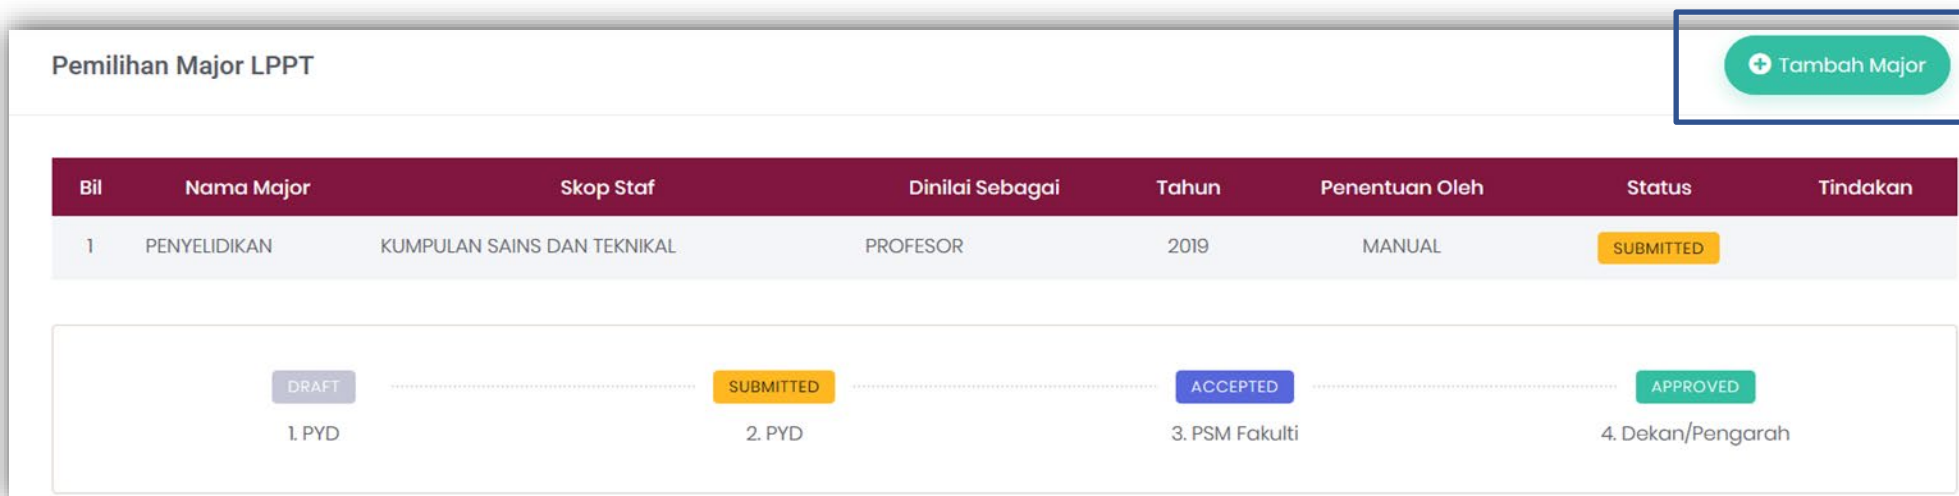 Pemilihan Major LPPT
Tambah Major
Bil Nama Major Skop Staf Dinilai Sebagai Tahun Penentuan Oleh Status Tindakan
1 PENYELIDIKAN KUMPULAN SAINS DAN TEKNIKAL PROFESOR 2019 MANUAL SUBMITTED
DRAFT SUBMITTED ACCEPTED APPROVED
1. PYD 2. PYD 3. PSM Fakulti 4. Dekan/Pengarah